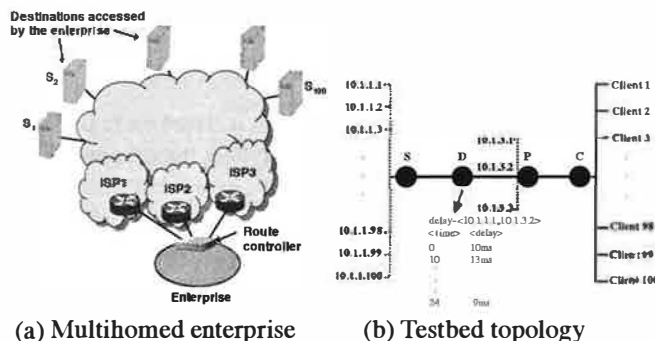 Destinations accessed
by the enterprise
S2
S1
S100
ISP1
ISP2
ISP3
Route
controller
Enterprise
(a) Multihomed enterprise
10.1.1.1
10.1.1.2
10.1.1.3
10.1.1.98
10.1.1.99
10.1.1.100
S
D
P
C
10.1.3.1
10.1.3.2
delay-<10.1.1.1,10.1.3.2>
<time> <delay>
0 10ms
10 13ms
34 9ms
Client 1
Client 2
Client 3
Client 98
Client 99
Client 100
(b) Testbed topology